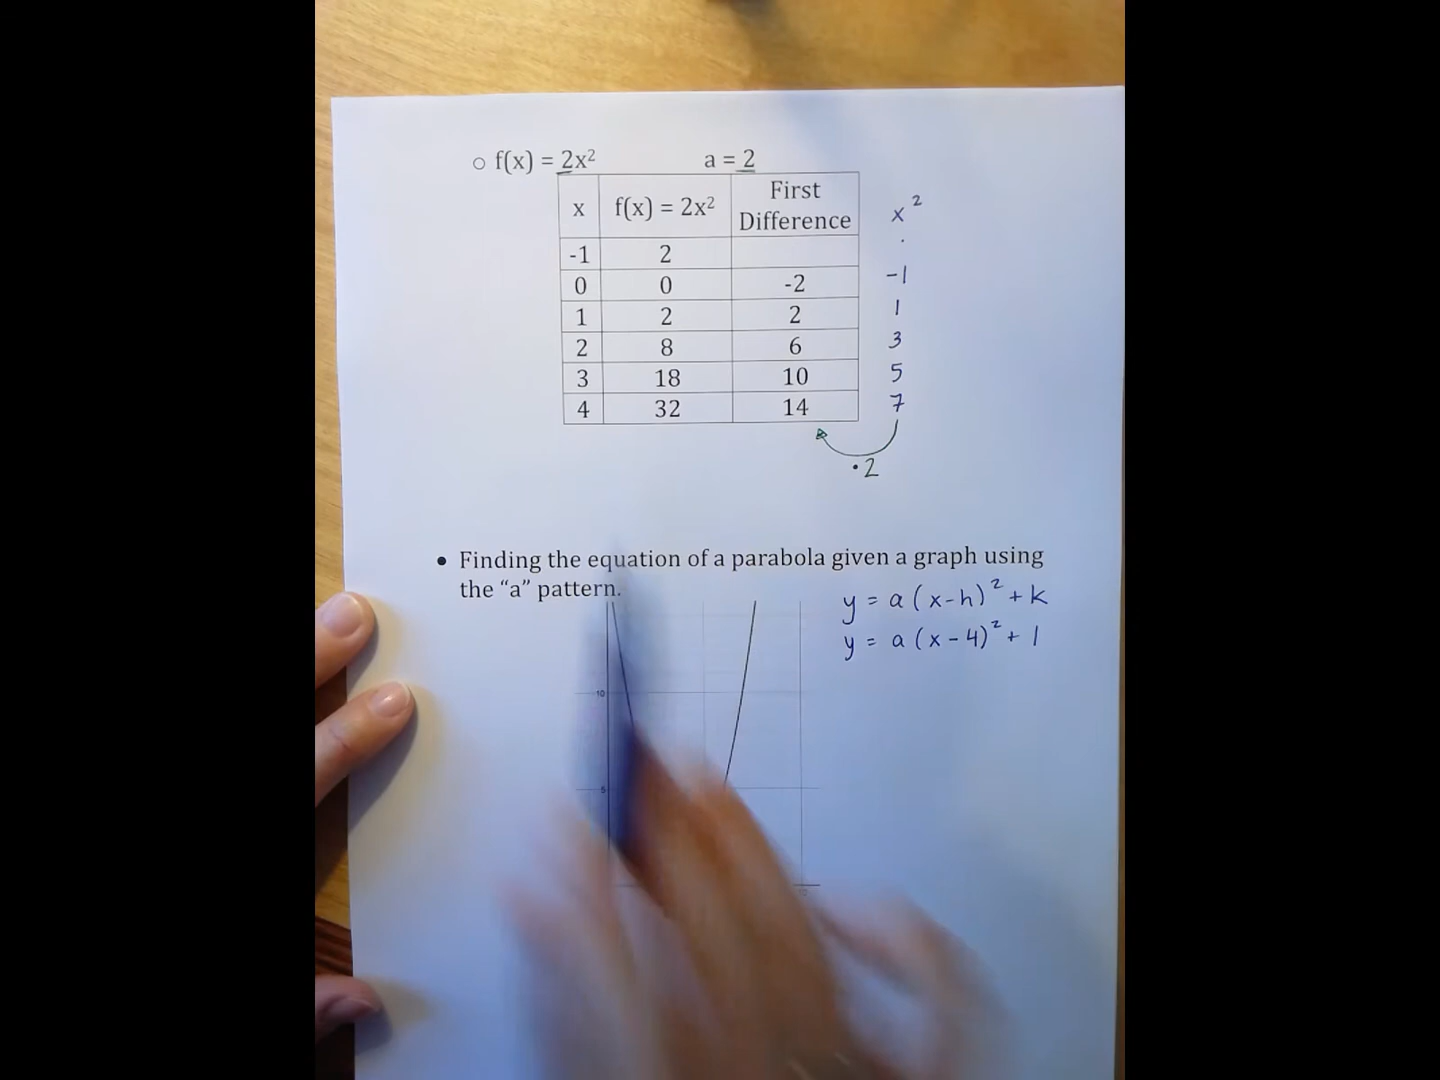 ○ f(x) = 2x² a = 2
x f(x) = 2x² First Difference
-1 2
0 0 -2
1 2 2
2 8 6
3 18 10
4 32 14
x²
-1
1
3
5
7
· 2
• Finding the equation of a parabola given a graph using
the “a” pattern.
y = a(x-h)² + k
y = a(x-4)² + 1
10
5